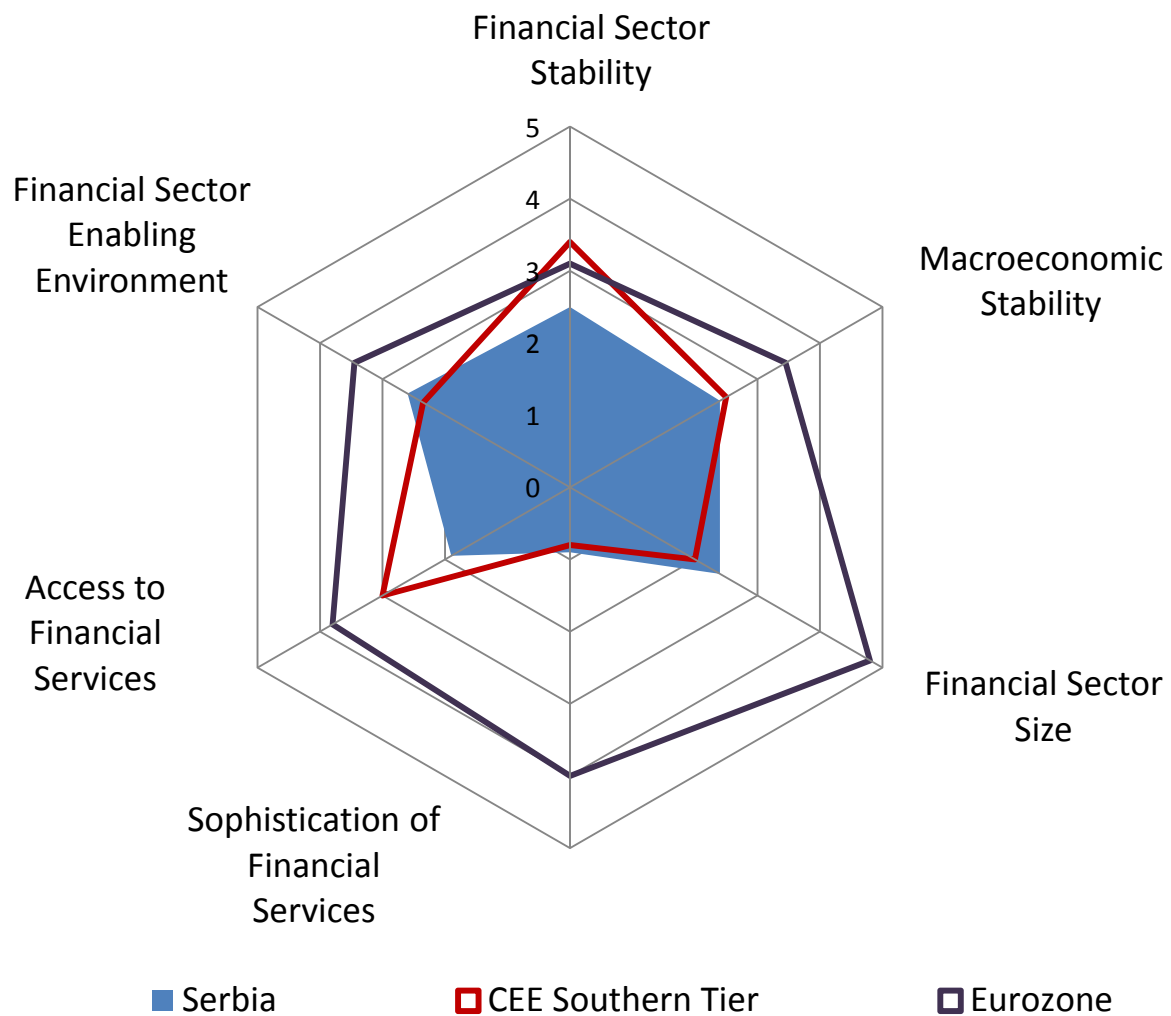 Financial Sector
Stability
5
4
3
2
1
0
Macroeconomic
Stability
Financial Sector
Size
Sophistication of
Financial
Services
Access to
Financial
Services
Financial Sector
Enabling
Environment
Serbia
CEE Southern Tier
Eurozone